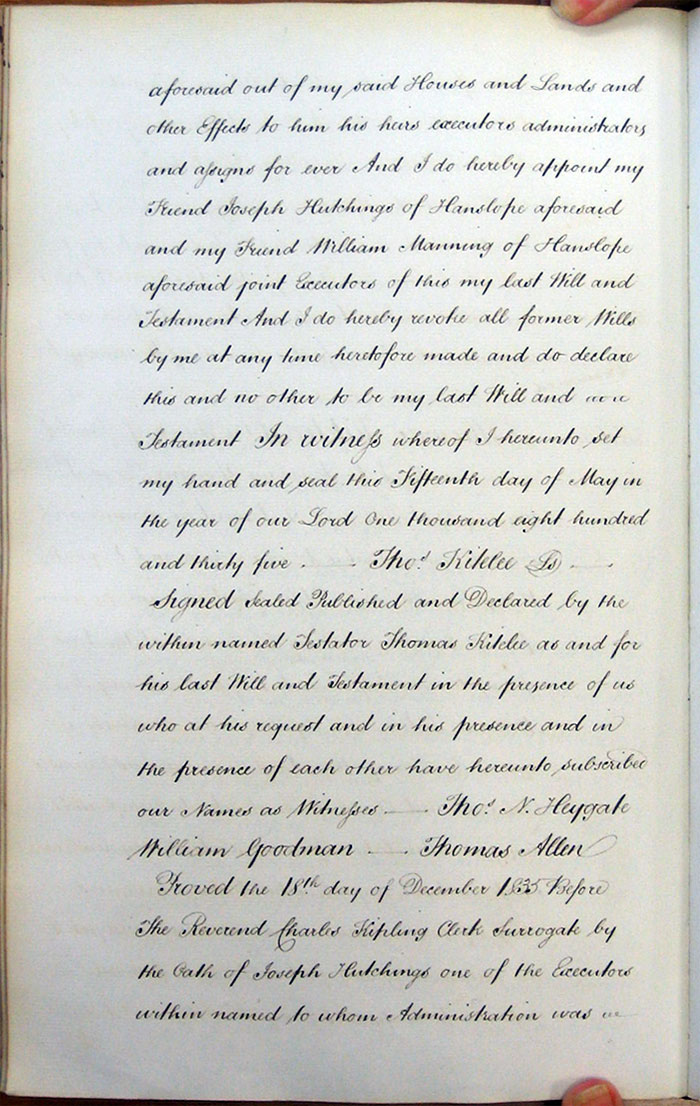 aforesaid out of my said Houses and Lands and
other Effects to him his heirs executors administrators
and assigns for ever And I do hereby appoint my
Friend Joseph Hutchings of Hanslope aforesaid
and my Friend William Manning of Hanslope
aforesaid joint Executors of this my last Will and
Testament And I do hereby revoke all former Wills
by me at any time heretofore made and do declare
this and no other to be my last Will and
Testament In witness whereof I hereunto set
my hand and seal this Fifteenth day of May in
the year of our Lord One thousand eight hundred
and thirty five — Thos. Kitelee Ls —
Signed Sealed Published and Declared by the
within named Testator Thomas Kitelee as and for
his last Will and Testament in the presence of us
who at his request and in his presence and in
the presence of each other have hereunto subscribed
our Names as Witnesses — Thos. N. Heygate
William Goodman — Thomas Allen
Proved the 18th day of December 1835 Before
The Reverend Charles Kipling Clerk Surrogate by
the Oath of Joseph Hutchings one of the Executors
within named to whom Administration was